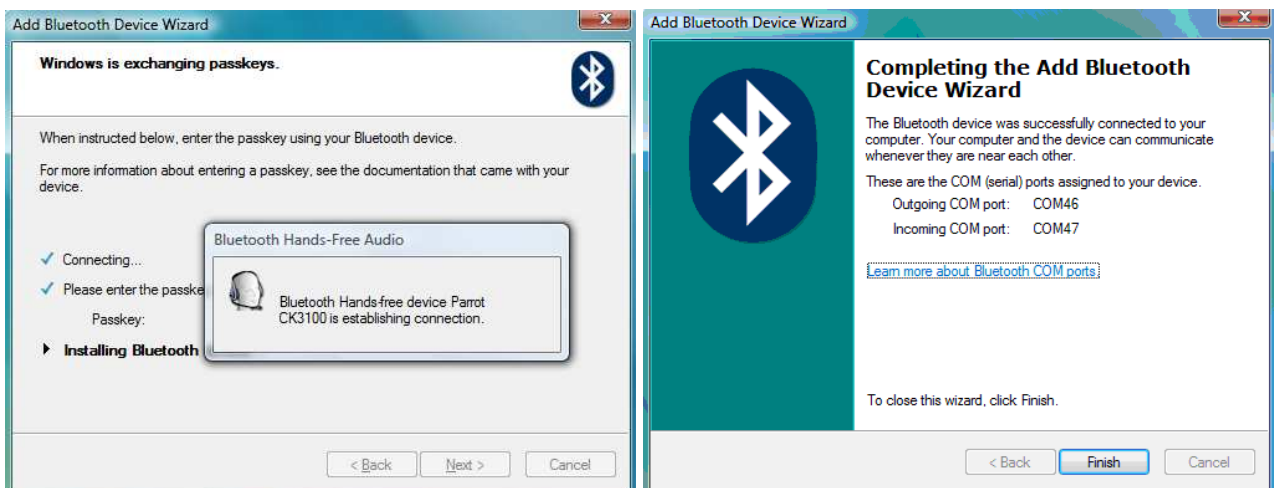 Add Bluetooth Device Wizard
Windows is exchanging passkeys.
When instructed below, enter the passkey using your Bluetooth device.
For more information about entering a passkey, see the documentation that came with your
device.
Connecting...
Please enter the passke
Passkey:
Installing Bluetooth
Bluetooth Hands-Free Audio
Bluetooth Hands-free device Parrot
CK3100 is establishing connection.
< Back
Next >
Cancel
Add Bluetooth Device Wizard
Completing the Add Bluetooth
Device Wizard
The Bluetooth device was successfully connected to your
computer. Your computer and the device can communicate
whenever they are near each other.
These are the COM (serial) ports assigned to your device.
Outgoing COM port: COM46
Incoming COM port: COM47
Learn more about Bluetooth COM ports.
To close this wizard, click Finish.
< Back
Finish
Cancel